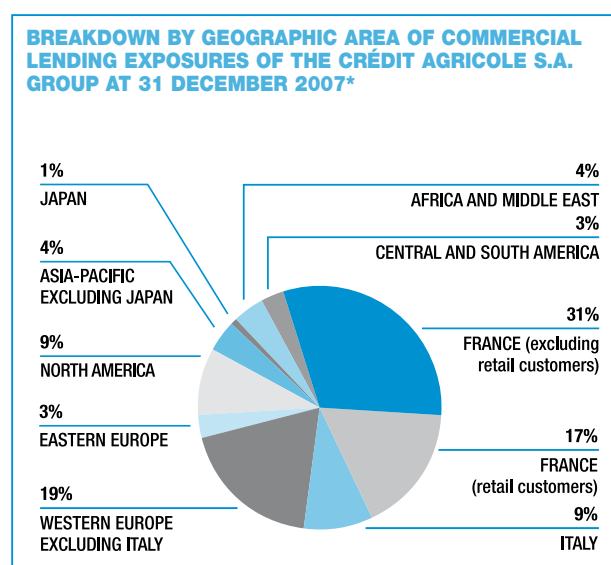 BREAKDOWN BY GEOGRAPHIC AREA OF COMMERCIAL
LENDING EXPOSURES OF THE CRÉDIT AGRICOLE S.A.
GROUP AT 31 DECEMBER 2007*
1%
JAPAN
4%
ASIA-PACIFIC
EXCLUDING JAPAN
9%
NORTH AMERICA
3%
EASTERN EUROPE
19%
WESTERN EUROPE
EXCLUDING ITALY
4%
AFRICA AND MIDDLE EAST
3%
CENTRAL AND SOUTH AMERICA
31%
FRANCE (excluding
retail customers)
17%
FRANCE
(retail customers)
9%
ITALY